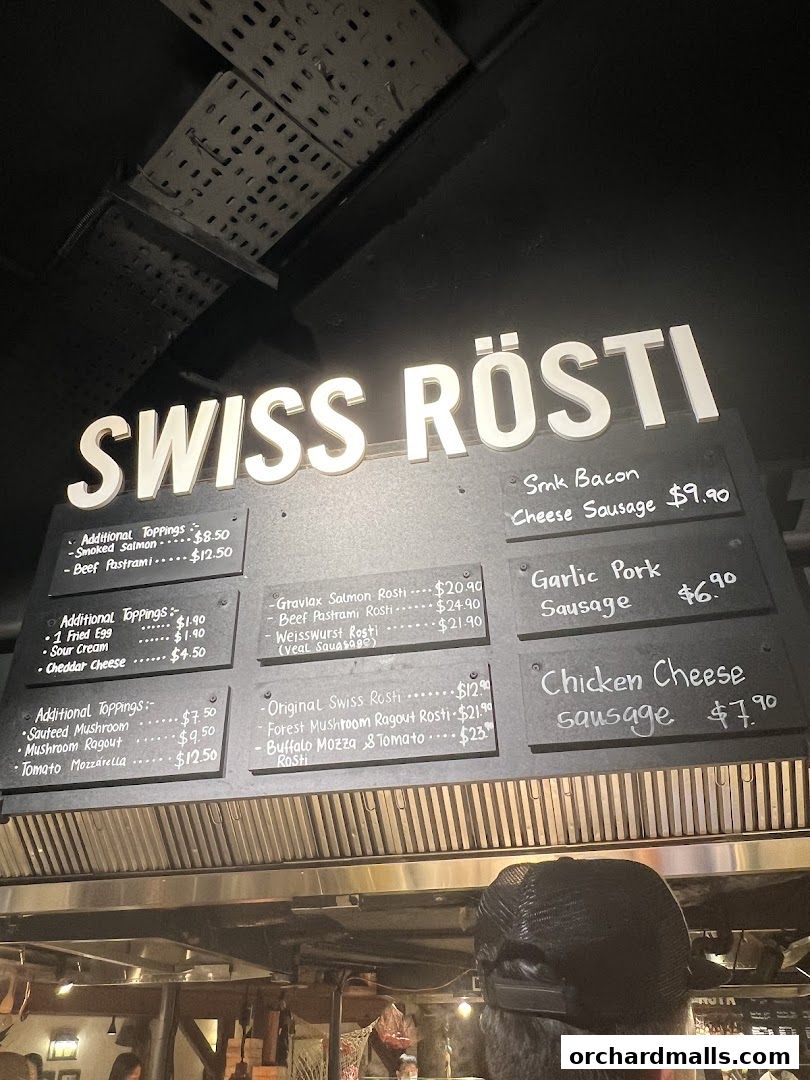 SWISS RÖSTI
Additional Toppings :-
-Smoked Salmon ····· $8.50
- Beef Pastrami ····· $12.50
Additional Toppings:-
• 1 Fried Egg ······ $1.90
• Sour Cream ······ $1.90
• Cheddar Cheese ······ $4.50
Additional Toppings:-
•Sauteed Mushroom ······ $7.50
•Mushroom Ragout ······ $9.50
•Tomato Mozzarella ······ $12.50
-Gravlax Salmon Rosti ···· $20.90
- Beef Pastrami Rosti ······ $24.90
-Weisswurst Rosti ······· $21.90
(Veal Sausage)
-Original Swiss Rosti ······· $12.90
- Forest Mushroom Ragout Rosti · $21.90
- Buffalo Mozza & Tomato ···· $23.90
Rosti
Smk Bacon
Cheese Sausage $9.90
Garlic Pork
Sausage $6.90
Chicken Cheese
sausage $7.90
orchardmalls.com